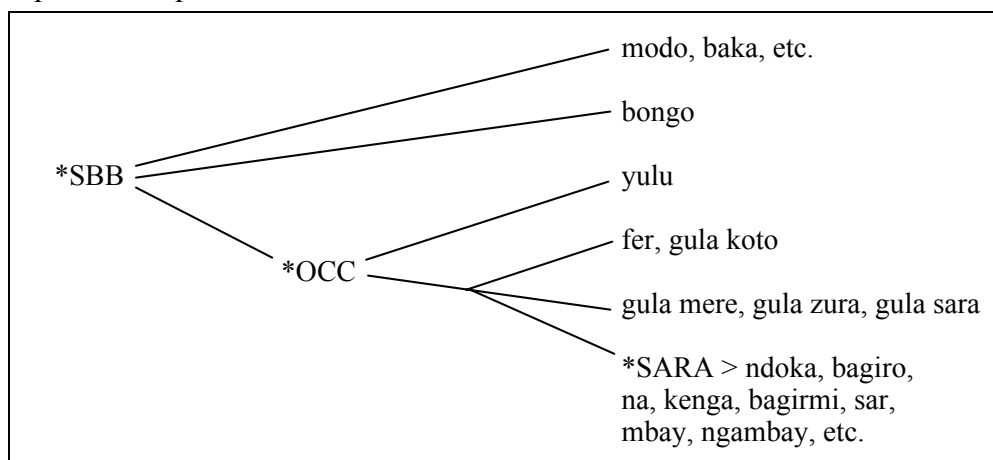 modo, baka, etc.
bongo
*SBB
yulu
fer, gula koto
*OCC
gula mere, gula zura, gula sara
*SARA > ndoka, bagiro,
na, kenga, bagirmi, sar,
mbay, ngambay, etc.